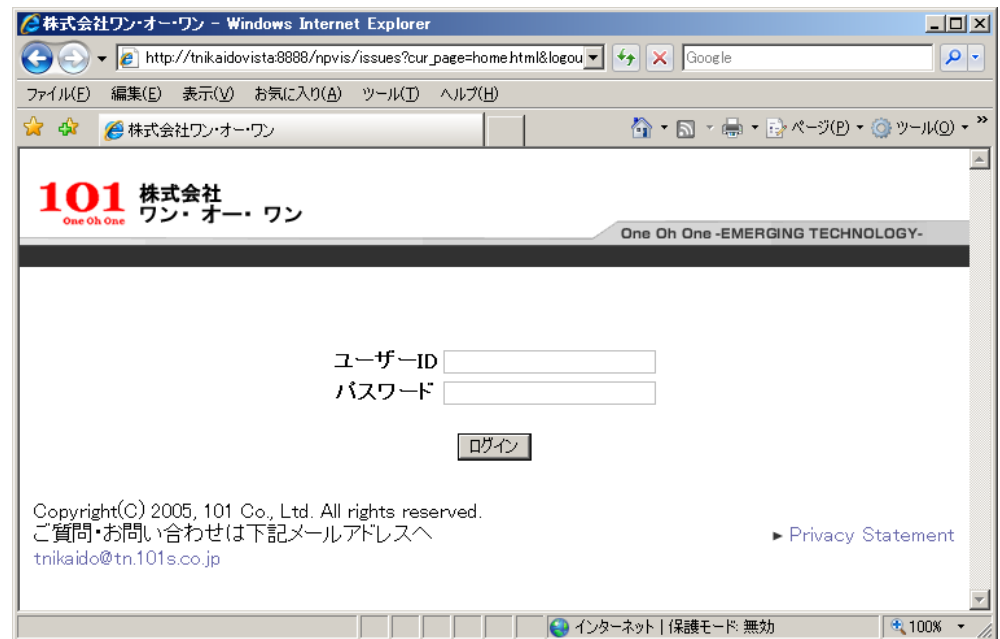 株式会社ワン・オー・ワン - Windows Internet Explorer
http://tnikaidovista:8888/npvis/issues?cur_page=home.html&logou
Google
ファイル(F) 編集(E) 表示(V) お気に入り(A) ツール(T) ヘルプ(H)
株式会社ワン・オー・ワン
ページ(P) ツール(O) »
101 株式会社
One Oh One ワン・オー・ワン
One Oh One -EMERGING TECHNOLOGY-
ユーザーID
パスワード
ログイン
Copyright(C) 2005, 101 Co., Ltd. All rights reserved.
ご質問・お問い合わせは下記メールアドレスへ
Privacy Statement
tnikaido@tn.101s.co.jp
インターネット | 保護モード: 無効 100%